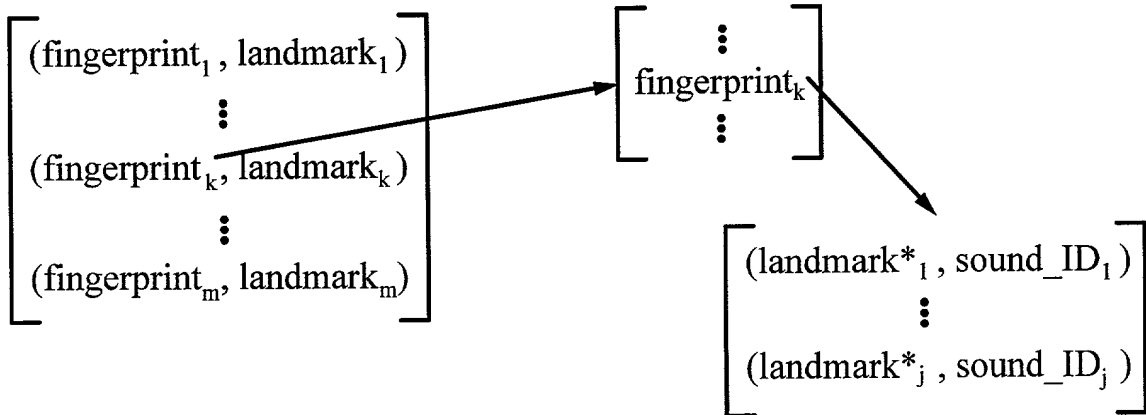 (fingerprint₁, landmark₁)
⋮
(fingerprintₖ, landmarkₖ)
⋮
(fingerprintₘ, landmarkₘ)
⋮
fingerprintₖ
⋮
(landmark*₁, sound_ID₁)
⋮
(landmark*ⱼ, sound_IDⱼ)